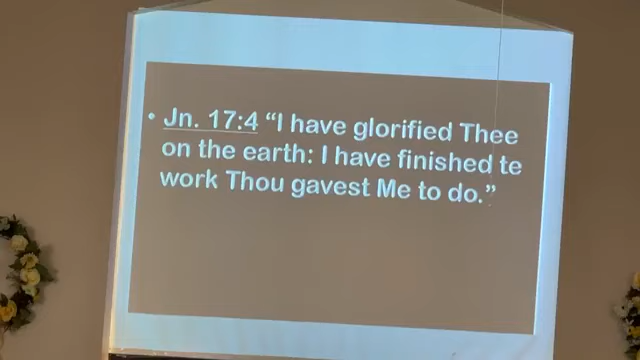 • Jn. 17:4 “I have glorified Thee
on the earth: I have finished te
work Thou gavest Me to do.”